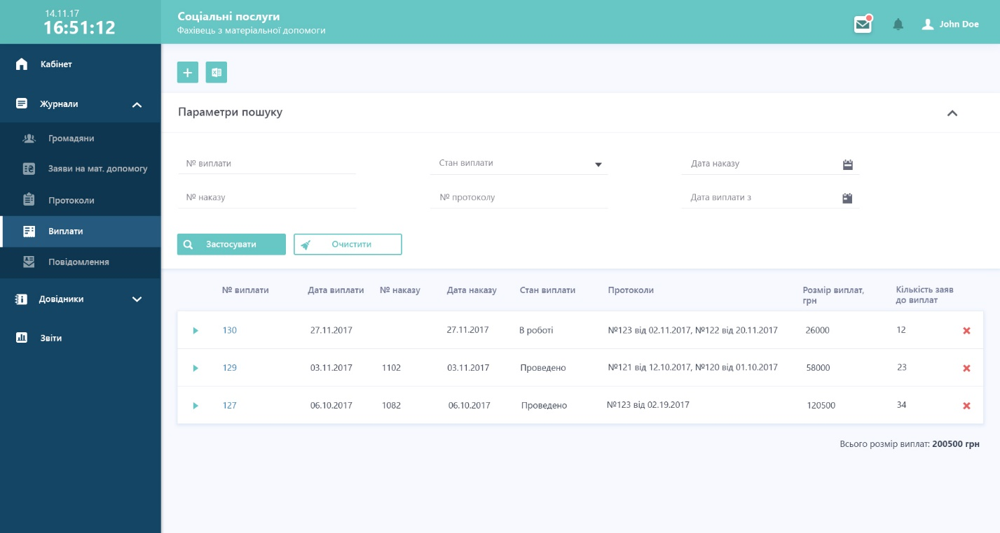 14.11.17
16:51:12
Соціальні послуги
Фахівець з матеріальної допомоги
John Doe
Кабінет
Журнали
Громадяни
Заяви на мат. допомогу
Протоколи
Виплати
Повідомлення
Довідники
Звіти
Параметри пошуку
№ виплати Стан виплати Дата наказу
№ наказу № протоколу Дата виплати з
Застосувати Очистити
№ виплати Дата виплати № наказу Дата наказу Стан виплати Протоколи Розмір виплат, грн Кількість заяв до виплат
130 27.11.2017 27.11.2017 В роботі №123 від 02.11.2017, №122 від 20.11.2017 26000 12
129 03.11.2017 1102 03.11.2017 Проведено №121 від 12.10.2017, №120 від 01.10.2017 58000 23
127 06.10.2017 1082 06.10.2017 Проведено №123 від 02.19.2017 120500 34
Всього розмір виплат: 200500 грн